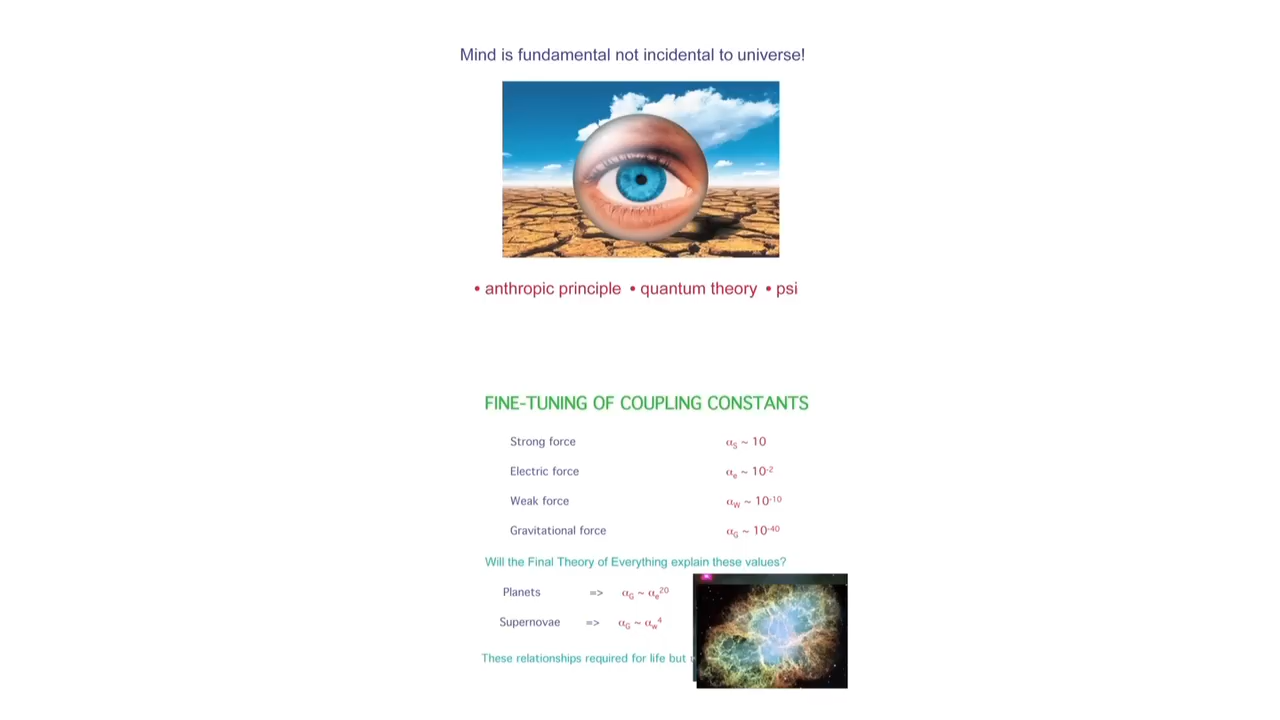 Mind is fundamental not incidental to universe!
• anthropic principle • quantum theory • psi
FINE-TUNING OF COUPLING CONSTANTS
Strong force αS ~ 10
Electric force αe ~ 10⁻²
Weak force αW ~ 10⁻¹⁰
Gravitational force αG ~ 10⁻⁴⁰
Will the Final Theory of Everything explain these values?
Planets => αG ~ αe²⁰
Supernovae => αG ~ αw⁴
These relationships required for life but